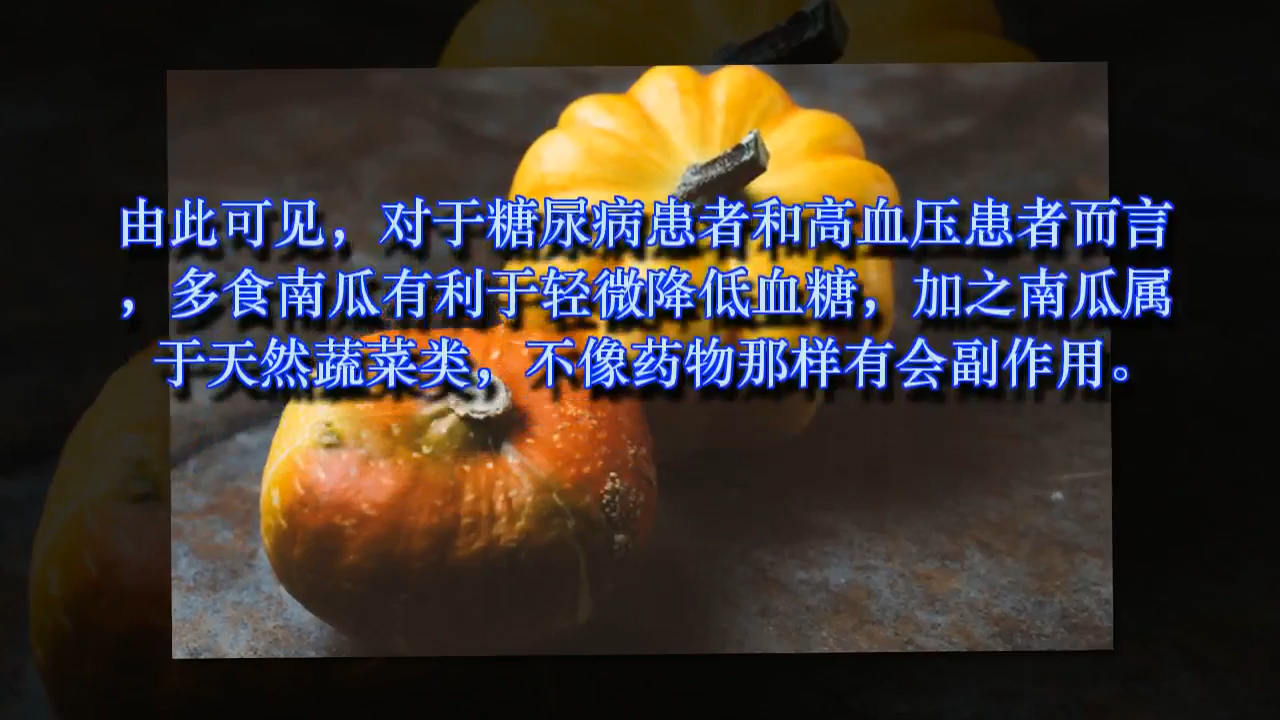 由此可见，对于糖尿病患者和高血压患者而言
，多食南瓜有利于轻微降低血糖，加之南瓜属
于天然蔬菜类，不像药物那样有会副作用。